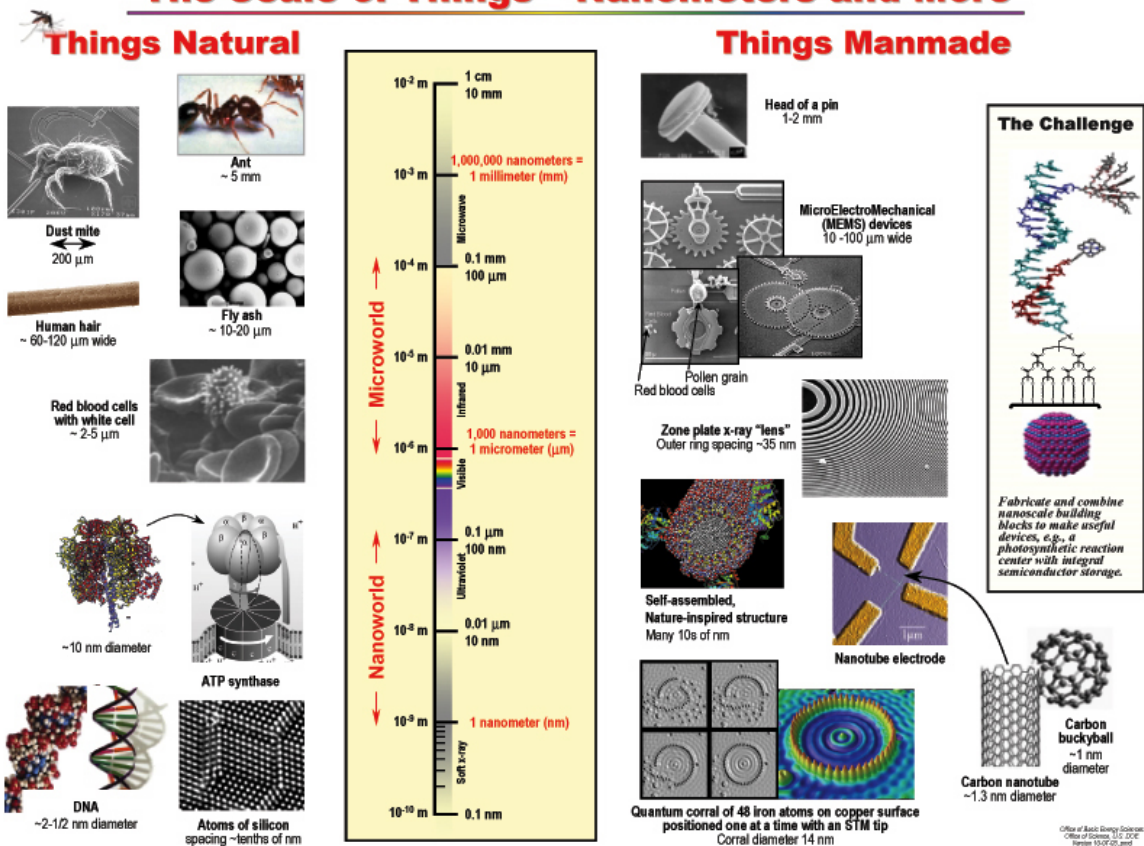 The Scale of Things – Nanometers and More
Things Natural
Things Manmade
Ant
~ 5 mm
Dust mite
200 µm
Fly ash
~ 10-20 µm
Human hair
~ 60-120 µm wide
Red blood cells
with white cell
~ 2-5 µm
~10 nm diameter
ATP synthase
DNA
~2-1/2 nm diameter
Atoms of silicon
spacing ~tenths of nm
10-2 m
1 cm
10 mm
1,000,000 nanometers =
1 millimeter (mm)
10-3 m
Microwave
0.1 mm
100 µm
10-4 m
Microworld
0.01 mm
10 µm
10-5 m
Infrared
1,000 nanometers =
1 micrometer (µm)
10-6 m
Visible
0.1 µm
100 nm
10-7 m
Ultraviolet
Nanoworld
0.01 µm
10 nm
10-8 m
1 nanometer (nm)
10-9 m
Soft x-ray
10-10 m
0.1 nm
Head of a pin
1-2 mm
MicroElectroMechanical
(MEMS) devices
10 -100 µm wide
Pollen grain
Red blood cells
Zone plate x-ray "lens"
Outer ring spacing ~35 nm
Self-assembled,
Nature-inspired structure
Many 10s of nm
1µm
Nanotube electrode
Carbon
buckyball
~1 nm
diameter
Carbon nanotube
~1.3 nm diameter
Quantum corral of 48 iron atoms on copper surface
positioned one at a time with an STM tip
Corral diameter 14 nm
The Challenge
Fabricate and combine
nanoscale building
blocks to make useful
devices, e.g., a
photosynthetic reaction
center with integral
semiconductor storage.
Office of Basic Energy Sciences
Office of Science, U.S. DOE